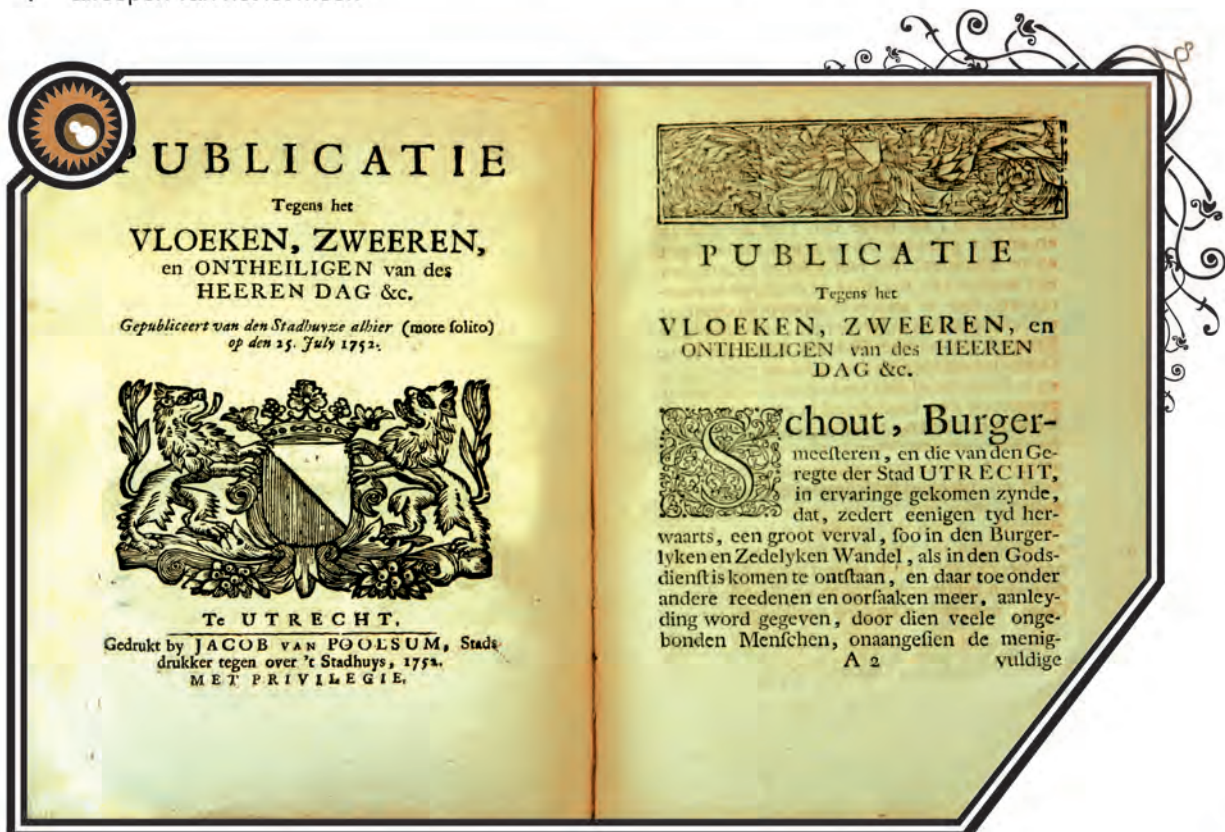 PUBLICATIE
Tegens het
VLOEKEN, ZWEEREN,
en ONTHEILIGEN van des
HEEREN DAG &c.
Gepubliceert van den Stadhuyze alhier (more solito)
op den 25. July 1752.
Te UTRECHT,
Gedrukt by JACOB VAN POOLSUM, Stads
drukker tegen over 't Stadhuys, 1752.
MET PRIVILEGIE.
PUBLICATIE
Tegens het
VLOEKEN, ZWEEREN, en
ONTHEILIGEN van des HEEREN
DAG &c.
Schout, Burger-
meeſteren, en die van den Ge-
regte der Stad UTRECHT,
in ervaringe gekomen zynde,
dat, zedert eenigen tyd her-
waarts, een groot verval, ſoo in den Burger-
lyken en Zedelyken Wandel, als in den Gods-
dienſt is komen te ontſtaan, en daar toe onder
andere reedenen en oorſaaken meer, aanley-
ding word gegeven, door dien veele onge-
bonden Menſchen, onaangeſien de menig-
A 2 vuldige